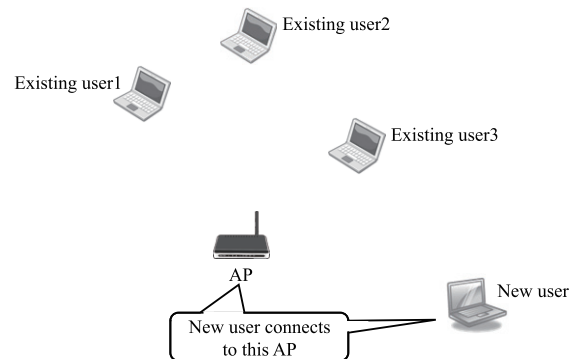 Existing user2
Existing user1
Existing user3
AP
New user
New user connects
to this AP